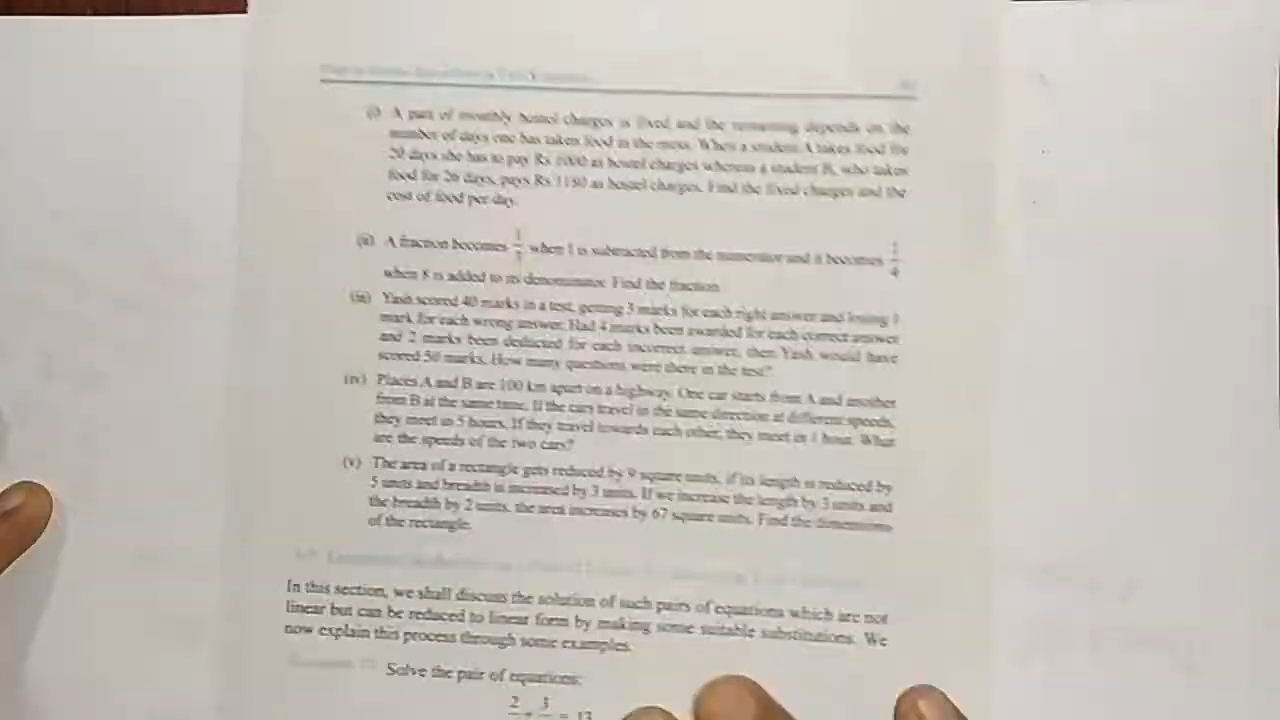 (i) A part of monthly hostel charges is fixed and the remaining depends on the
number of days one has taken food in the mess. When a student A takes food for
20 days she has to pay Rs 1000 as hostel charges whereas a student B, who takes
food for 26 days, pays Rs 1180 as hostel charges. Find the fixed charges and the
cost of food per day.
(ii) A fraction becomes when 1 is subtracted from the numerator and it becomes 1/4
when 8 is added to its denominator. Find the fraction.
(iii) Yash scored 40 marks in a test, getting 3 marks for each right answer and losing 1
mark for each wrong answer. Had 4 marks been awarded for each correct answer
and 2 marks been deducted for each incorrect answer, then Yash would have
scored 50 marks. How many questions were there in the test?
(iv) Places A and B are 100 km apart on a highway. One car starts from A and another
from B at the same time. If the cars travel in the same direction at different speeds,
they meet in 5 hours. If they travel towards each other, they meet in 1 hour. What
are the speeds of the two cars?
(v) The area of a rectangle gets reduced by 9 square units, if its length is reduced by
5 units and breadth is increased by 3 units. If we increase the length by 3 units and
the breadth by 2 units, the area increases by 67 square units. Find the dimensions
of the rectangle.
In this section, we shall discuss the solution of such pairs of equations which are not
linear but can be reduced to linear form by making some suitable substitutions. We
now explain this process through some examples.
Solve the pair of equations:
2 3
= 13